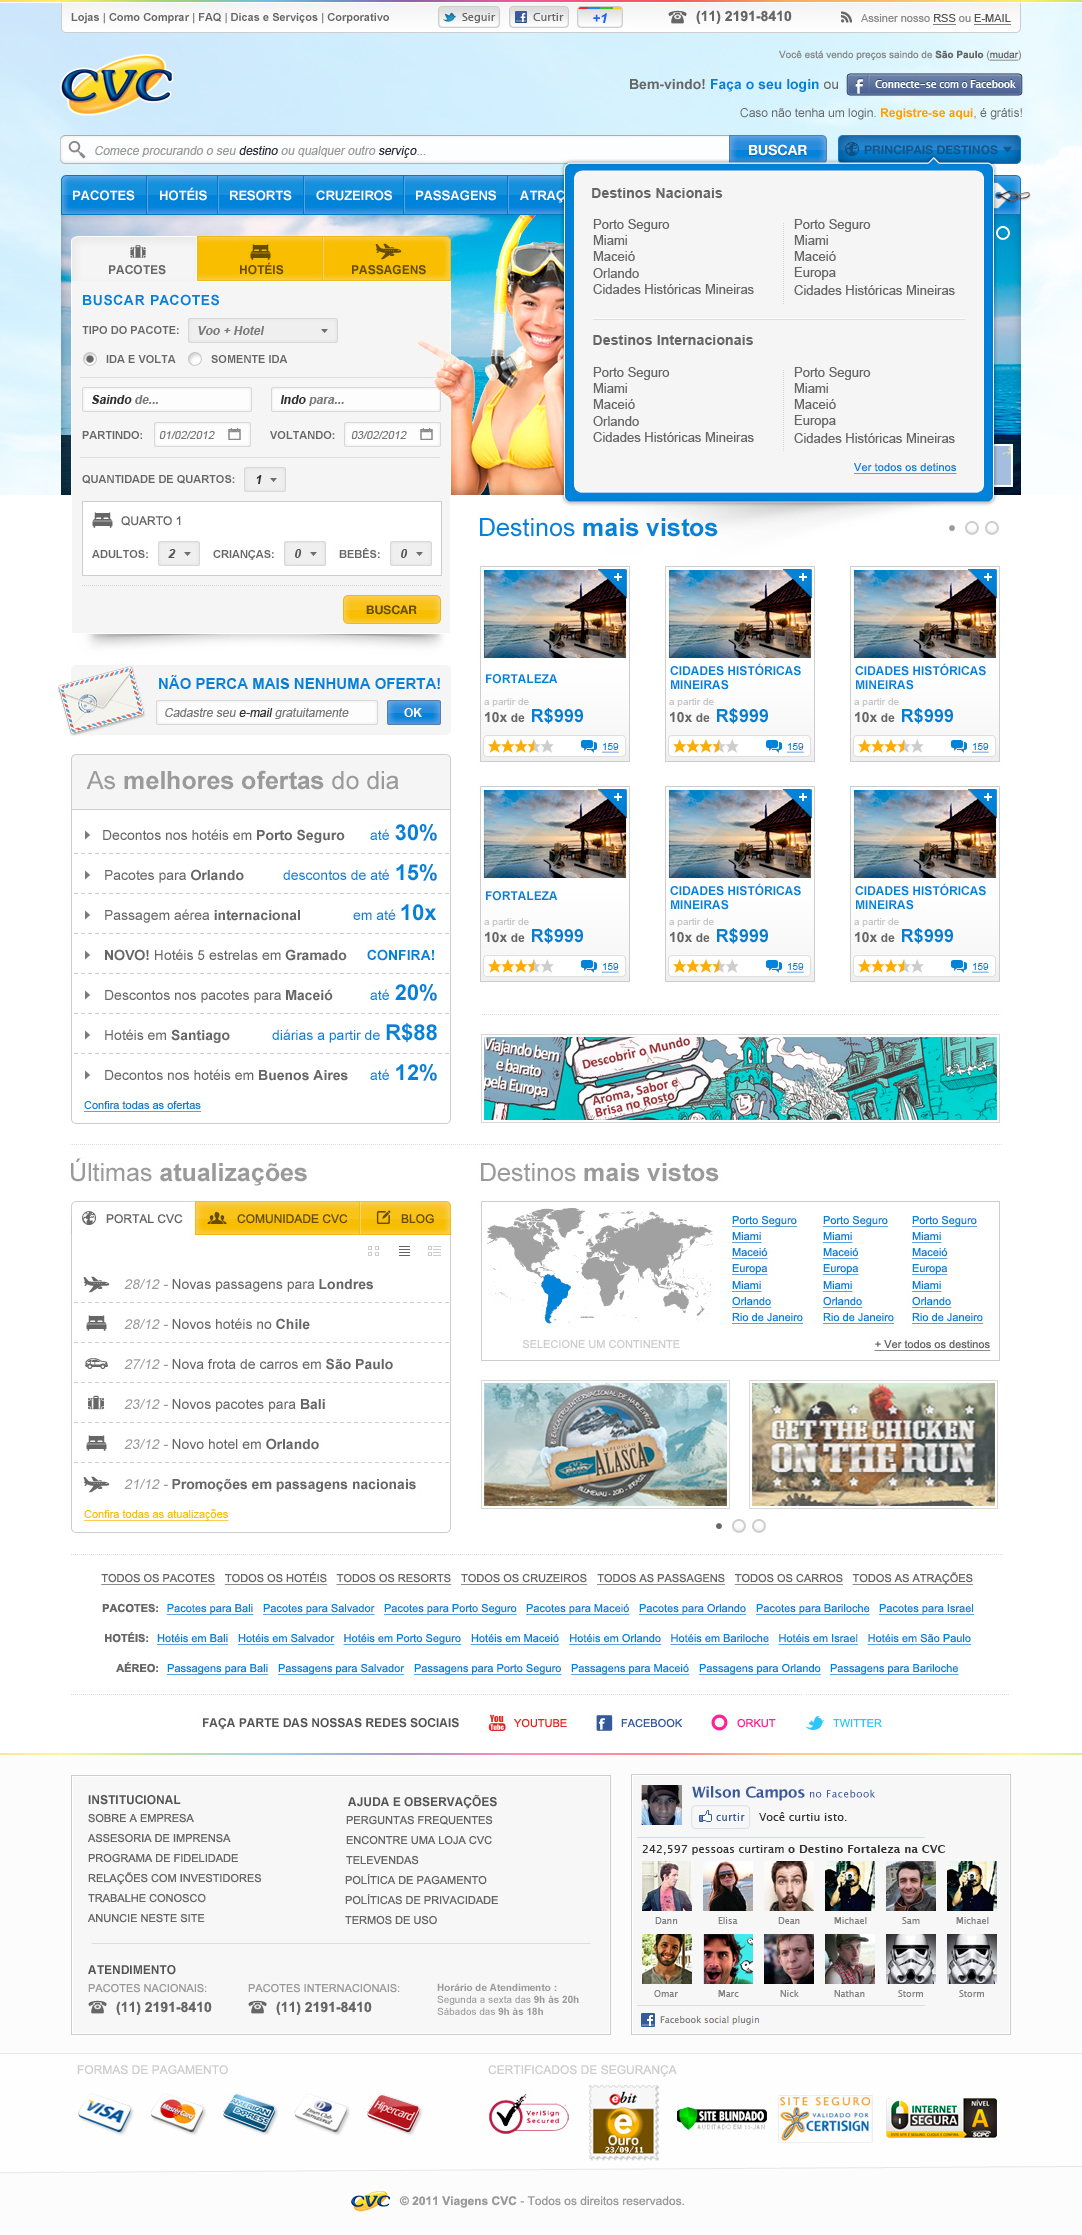 Lojas | Como Comprar | FAQ | Dicas e Serviços | Corporativo
Seguir
Curtir
+1
(11) 2191-8410
Assiner nosso RSS ou E-MAIL
Você está vendo preços saindo de São Paulo (mudar)
CVC
Bem-vindo! Faça o seu login ou
Connecte-se com o Facebook
Caso não tenha um login. Registre-se aqui, é grátis!
Comece procurando o seu destino ou qualquer outro serviço...
BUSCAR
PRINCIPAIS DESTINOS
PACOTES
HOTÉIS
RESORTS
CRUZEIROS
PASSAGENS
ATRAÇ
Destinos Nacionais
Porto Seguro
Miami
Maceió
Orlando
Cidades Históricas Mineiras
Porto Seguro
Miami
Maceió
Europa
Cidades Históricas Mineiras
Destinos Internacionais
Porto Seguro
Miami
Maceió
Orlando
Cidades Históricas Mineiras
Porto Seguro
Miami
Maceió
Europa
Cidades Históricas Mineiras
Ver todos os detinos
PACOTES
HOTÉIS
PASSAGENS
BUSCAR PACOTES
TIPO DO PACOTE: Voo + Hotel
IDA E VOLTA SOMENTE IDA
Saindo de...
Indo para...
PARTINDO: 01/02/2012
VOLTANDO: 03/02/2012
QUANTIDADE DE QUARTOS: 1
QUARTO 1
ADULTOS: 2 CRIANÇAS: 0 BEBÊS: 0
BUSCAR
NÃO PERCA MAIS NENHUMA OFERTA!
Cadastre seu e-mail gratuitamente
OK
As melhores ofertas do dia
Decontos nos hotéis em Porto Seguro até 30%
Pacotes para Orlando descontos de até 15%
Passagem aérea internacional em até 10x
NOVO! Hotéis 5 estrelas em Gramado CONFIRA!
Descontos nos pacotes para Maceió até 20%
Hotéis em Santiago diárias a partir de R$88
Decontos nos hotéis em Buenos Aires até 12%
Confira todas as ofertas
Destinos mais vistos
FORTALEZA
a partir de
10x de R$999
159
CIDADES HISTÓRICAS
MINEIRAS
a partir de
10x de R$999
159
CIDADES HISTÓRICAS
MINEIRAS
a partir de
10x de R$999
159
FORTALEZA
a partir de
10x de R$999
159
CIDADES HISTÓRICAS
MINEIRAS
a partir de
10x de R$999
159
CIDADES HISTÓRICAS
MINEIRAS
a partir de
10x de R$999
159
Viajando bem
e barato
pela Europa
Descobrir o Mundo
Aroma, Sabor e
Brisa no Rosto
Últimas atualizações
PORTAL CVC
COMUNIDADE CVC
BLOG
28/12 - Novas passagens para Londres
28/12 - Novos hotéis no Chile
27/12 - Nova frota de carros em São Paulo
23/12 - Novos pacotes para Bali
23/12 - Novo hotel em Orlando
21/12 - Promoções em passagens nacionais
Confira todas as atualizações
Destinos mais vistos
SELECIONE UM CONTINENTE
Porto Seguro
Miami
Maceió
Europa
Miami
Orlando
Rio de Janeiro
Porto Seguro
Miami
Maceió
Europa
Miami
Orlando
Rio de Janeiro
Porto Seguro
Miami
Maceió
Europa
Miami
Orlando
Rio de Janeiro
+ Ver todos os destinos
EXPEDIÇÃO
ALASCA
BLUMENAU - 2010 - BRASIL
GET THE CHICKEN
ON THE RUN
TODOS OS PACOTES TODOS OS HOTÉIS TODOS OS RESORTS TODOS OS CRUZEIROS TODOS AS PASSAGENS TODOS OS CARROS TODOS AS ATRAÇÕES
PACOTES: Pacotes para Bali Pacotes para Salvador Pacotes para Porto Seguro Pacotes para Maceió Pacotes para Orlando Pacotes para Bariloche Pacotes para Israel
HOTÉIS: Hotéis em Bali Hotéis em Salvador Hotéis em Porto Seguro Hotéis em Maceió Hotéis em Orlando Hotéis em Bariloche Hotéis em Israel Hotéis em São Paulo
AÉREO: Passagens para Bali Passagens para Salvador Passagens para Porto Seguro Passagens para Maceió Passagens para Orlando Passagens para Bariloche
FAÇA PARTE DAS NOSSAS REDES SOCIAIS
You Tube YOUTUBE
FACEBOOK
ORKUT
TWITTER
INSTITUCIONAL
SOBRE A EMPRESA
ASSESORIA DE IMPRENSA
PROGRAMA DE FIDELIDADE
RELAÇÕES COM INVESTIDORES
TRABALHE CONOSCO
ANUNCIE NESTE SITE
AJUDA E OBSERVAÇÕES
PERGUNTAS FREQUENTES
ENCONTRE UMA LOJA CVC
TELEVENDAS
POLÍTICA DE PAGAMENTO
POLÍTICAS DE PRIVACIDADE
TERMOS DE USO
ATENDIMENTO
PACOTES NACIONAIS:
(11) 2191-8410
PACOTES INTERNACIONAIS:
(11) 2191-8410
Horário de Atendimento :
Segunda a sexta das 9h às 20h
Sábados das 9h às 18h
Wilson Campos no Facebook
curtir Você curtiu isto.
242,597 pessoas curtiram o Destino Fortaleza na CVC
Dann Elisa Dean Michael Sam Michael
Omar Marc Nick Nathan Storm Storm
Facebook social plugin
FORMAS DE PAGAMENTO
VISA
MasterCard
AMERICAN EXPRESS
Diners Club International
Hipercard
CERTIFICADOS DE SEGURANÇA
VeriSign
Secured
ebit
e
Ouro
23/09/11
SITE BLINDADO
AUDITADO EM 11-JAN
SITE SEGURO
VALIDADO POR
CERTISIGN
INTERNET
SEGURA
NÍVEL
A
SCPC
CVC © 2011 Viagens CVC - Todos os direitos reservados.